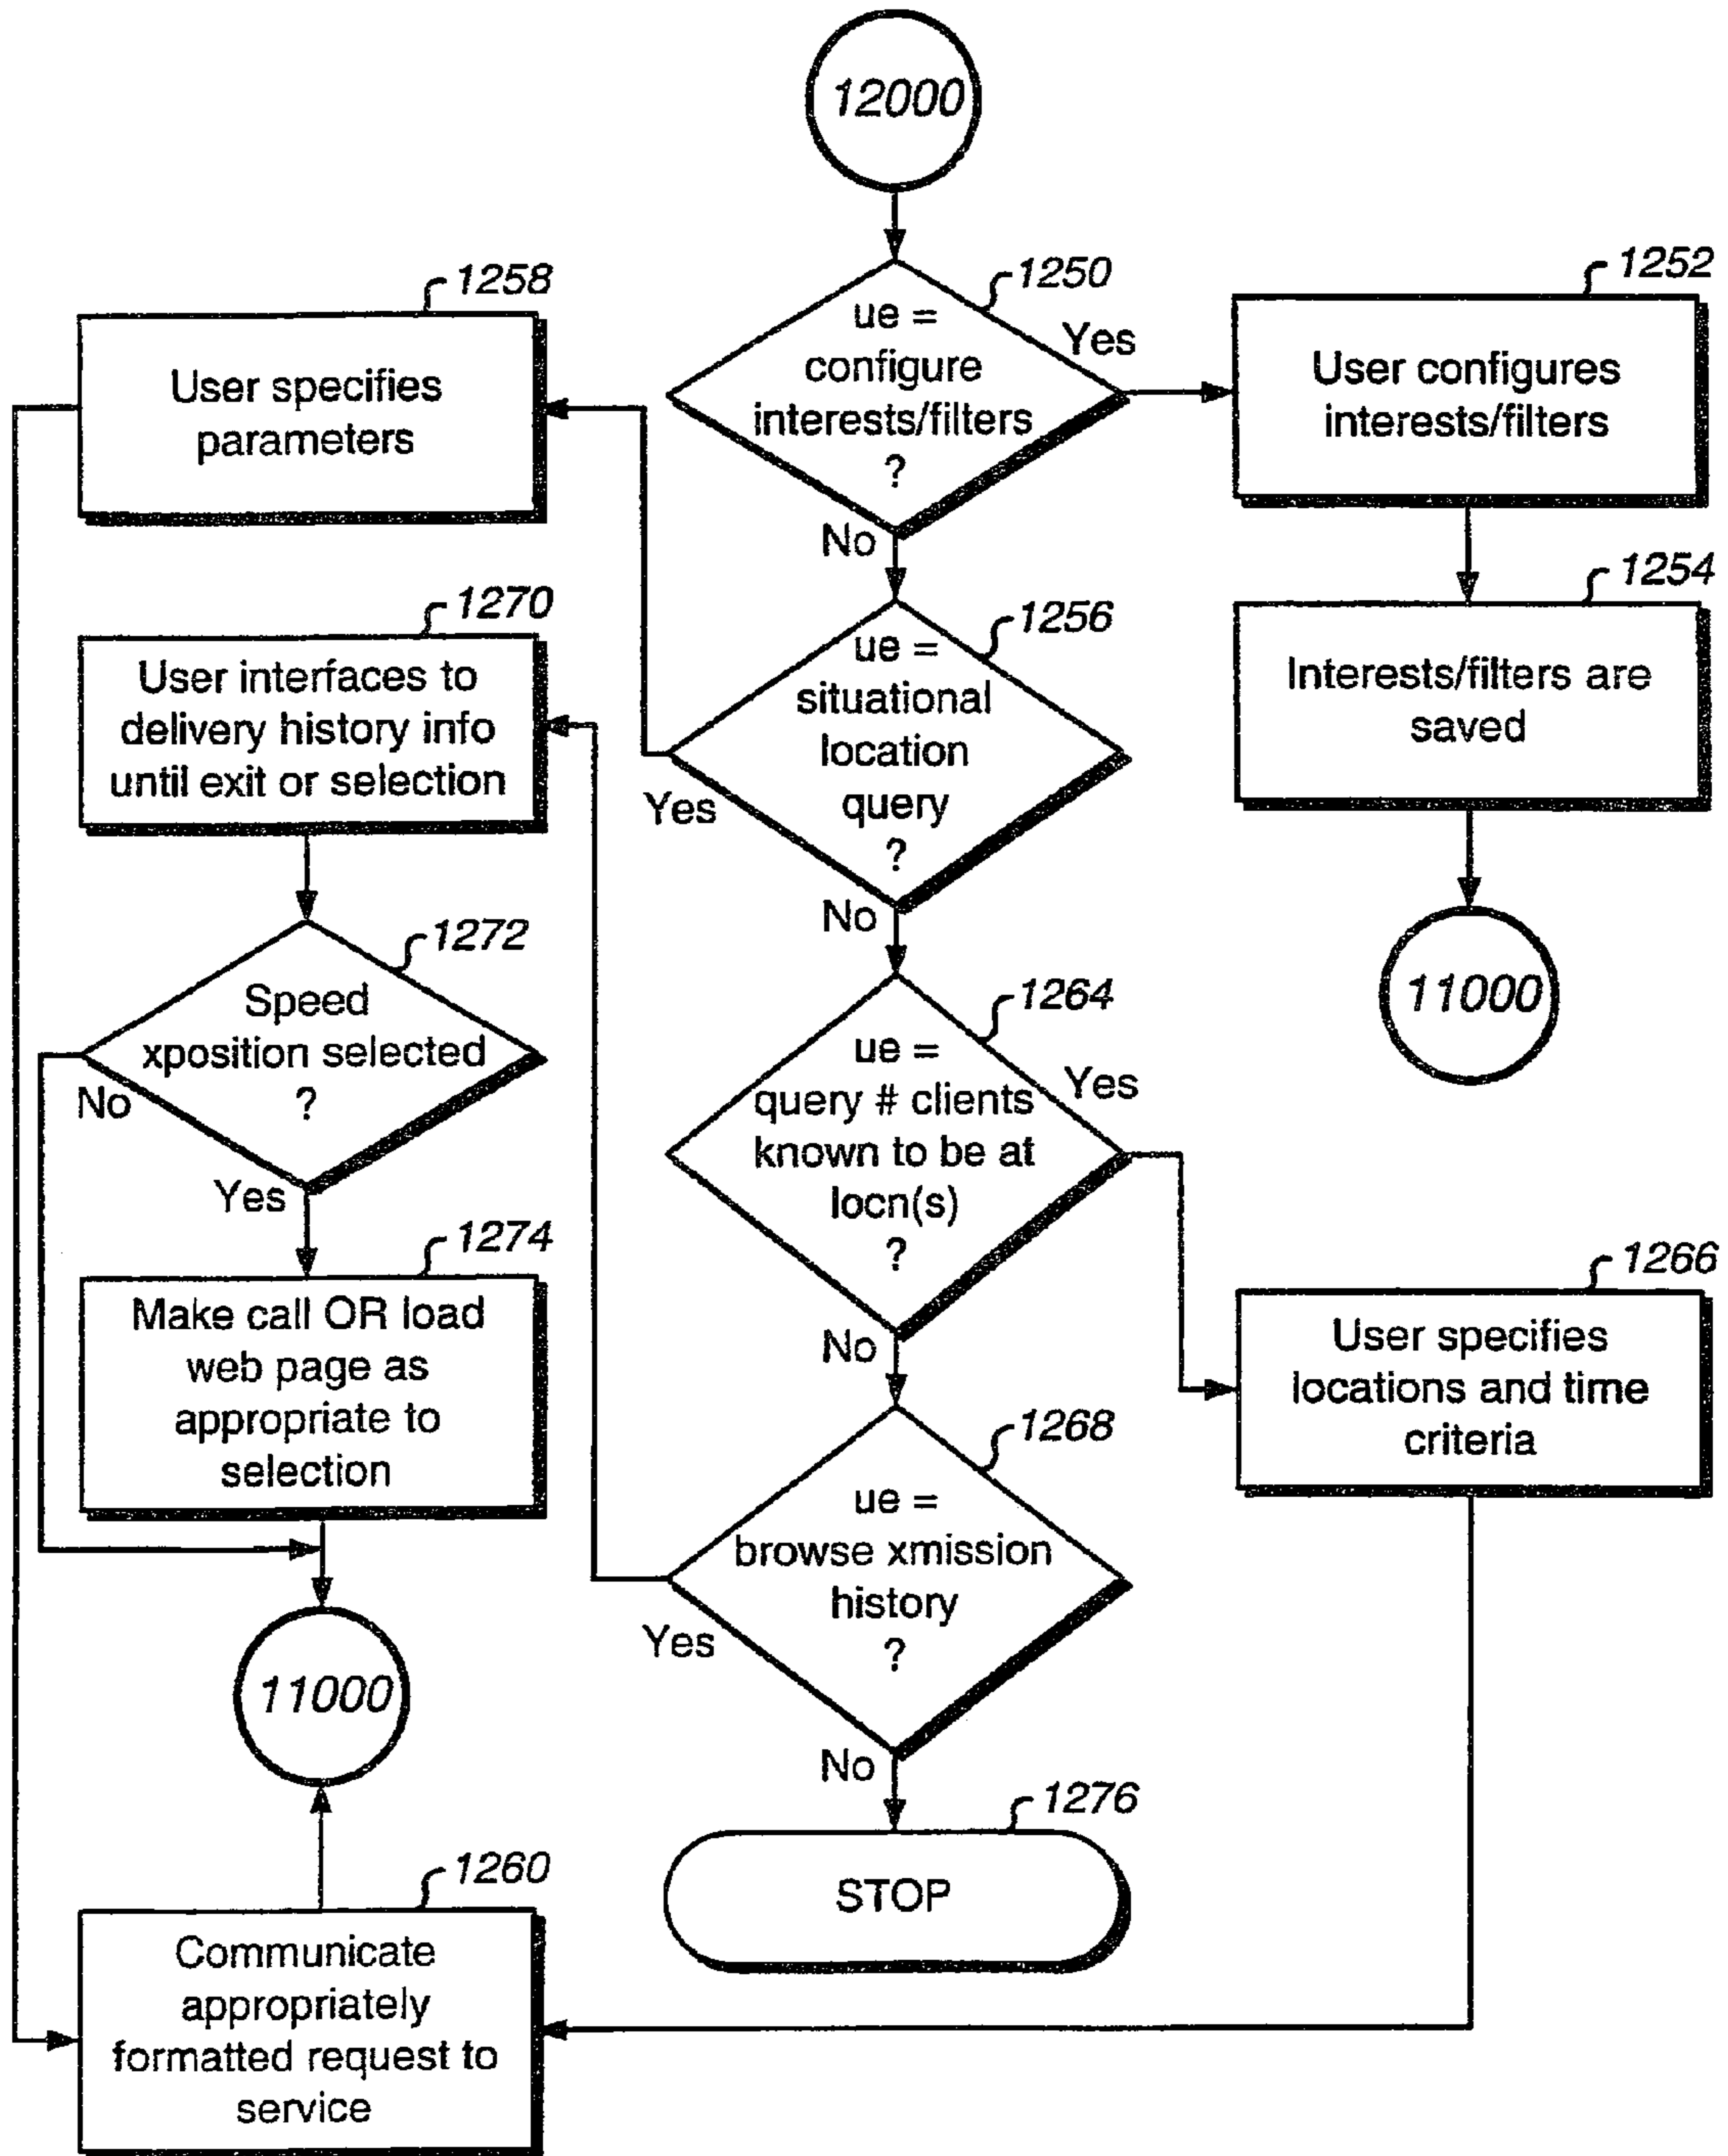 12000
1250
ue =
configure
interests/filters
?
Yes
No
1252
User configures
interests/filters
1254
Interests/filters are
saved
11000
1256
ue =
situational
location
query
?
Yes
No
1258
User specifies
parameters
1264
ue =
query # clients
known to be at
locn(s)
?
Yes
No
1266
User specifies
locations and time
criteria
1268
ue =
browse xmission
history
?
Yes
No
1270
User interfaces to
delivery history info
until exit or selection
1272
Speed
xposition selected
?
No
Yes
1274
Make call OR load
web page as
appropriate to
selection
11000
1276
STOP
1260
Communicate
appropriately
formatted request to
service